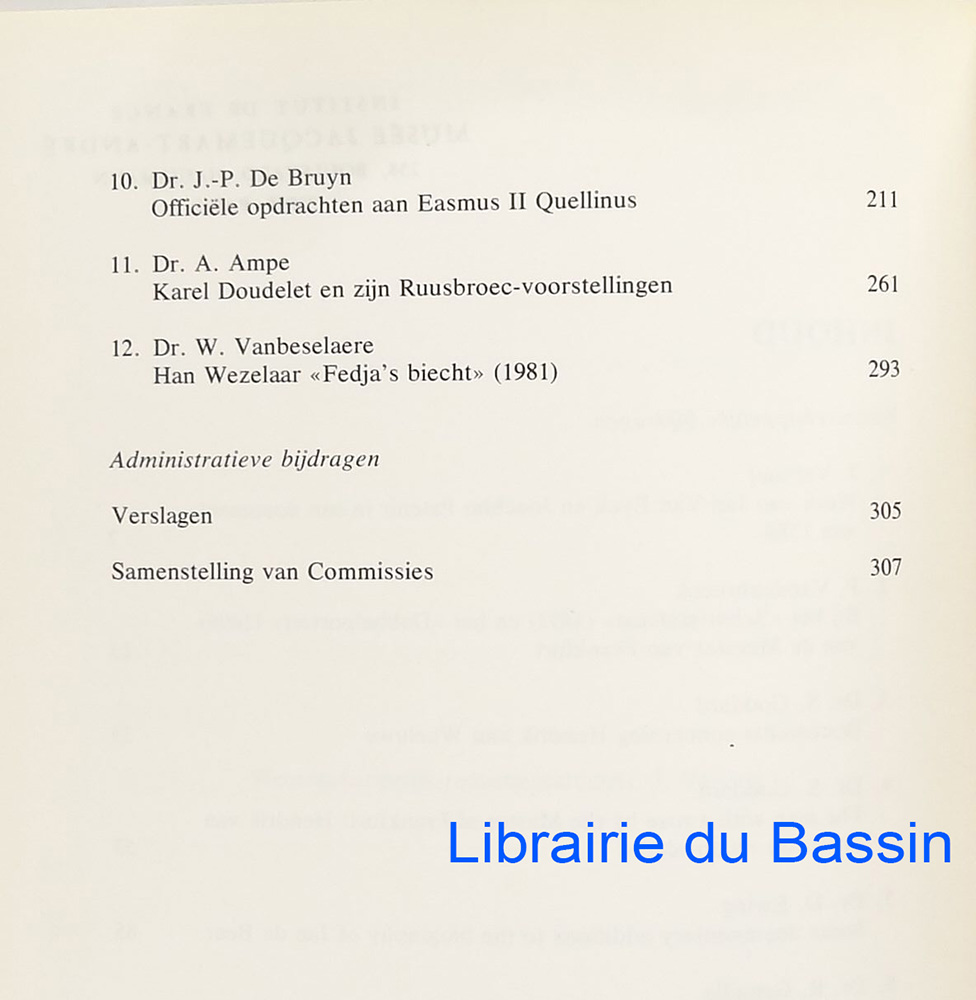 10. Dr. J.-P. De Bruyn
Officiële opdrachten aan Easmus II Quellinus 211
11. Dr. A. Ampe
Karel Doudelet en zijn Ruusbroec-voorstellingen 261
12. Dr. W. Vanbeselaere
Han Wezelaar «Fedja's biecht» (1981) 293
Administratieve bijdragen
Verslagen 305
Samenstelling van Commissies 307
Librairie du Bassin